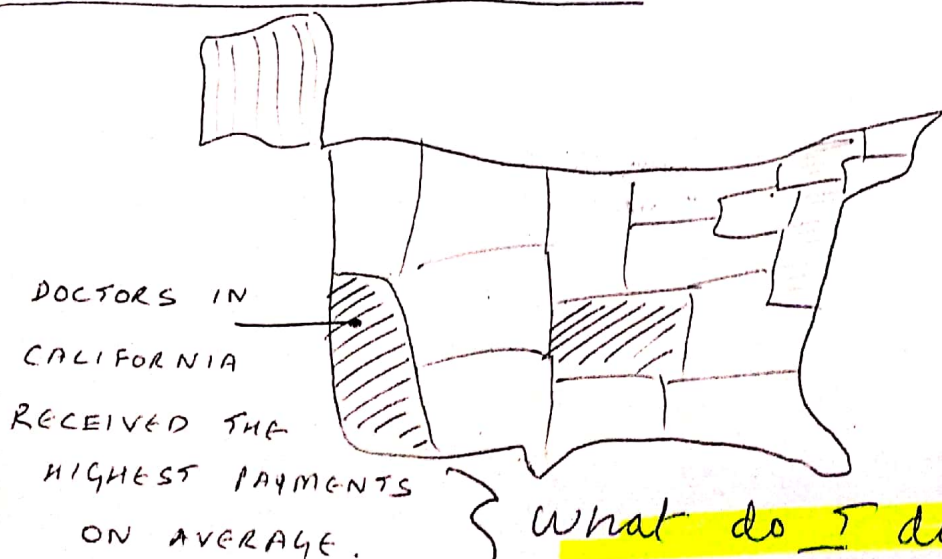 DOCTORS IN
CALIFORNIA
RECEIVED THE
HIGHEST PAYMENTS
ON AVERAGE.
What do I